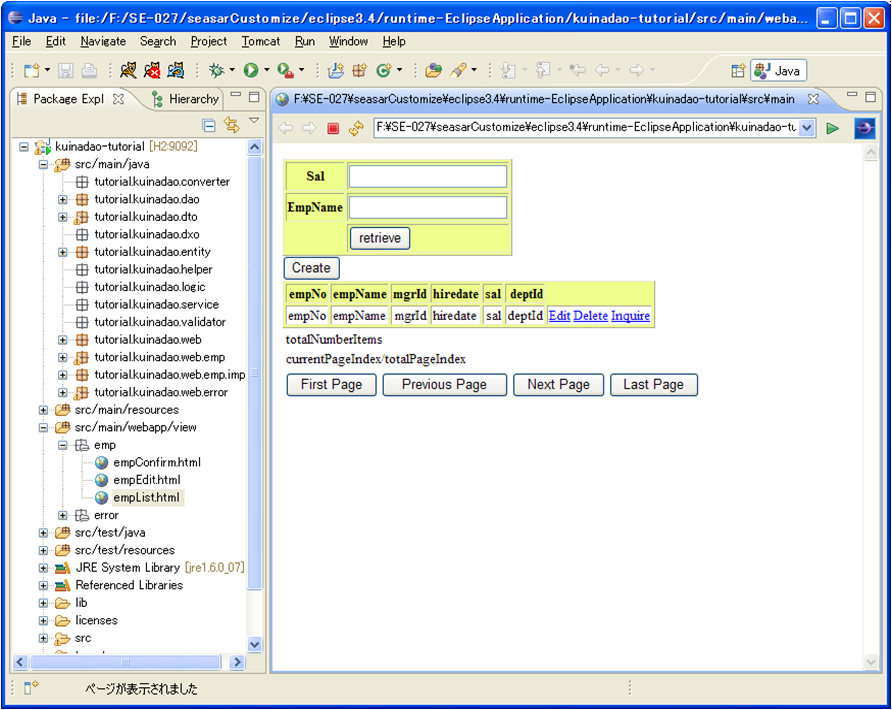 Java - file:/F:/SE-027/seasarCustomize/eclipse3.4/runtime-EclipseApplication/kuinadao-tutorial/src/main/weba...
File Edit Navigate Search Project Tomcat Run Window Help
Java
Package Expl Hierarchy
kuinadao-tutorial [H2:9092]
src/main/java
tutorial.kuinadao.converter
tutorial.kuinadao.dao
tutorial.kuinadao.dto
tutorial.kuinadao.dxo
tutorial.kuinadao.entity
tutorial.kuinadao.helper
tutorial.kuinadao.logic
tutorial.kuinadao.service
tutorial.kuinadao.validator
tutorial.kuinadao.web
tutorial.kuinadao.web.emp
tutorial.kuinadao.web.emp.imp
tutorial.kuinadao.web.error
src/main/resources
src/main/webapp/view
emp
empConfirm.html
empEdit.html
empList.html
error
src/test/java
src/test/resources
JRE System Library [jre1.6.0_07]
Referenced Libraries
lib
licenses
src
F:¥SE-027¥seasarCustomize¥eclipse3.4¥runtime-EclipseApplication¥kuinadao-tutorial¥src¥main
F:¥SE-027¥seasarCustomize¥eclipse3.4¥runtime-EclipseApplication¥kuinadao-tu
Sal
EmpName
retrieve
Create
empNo empName mgrId hiredate sal deptId
empNo empName mgrId hiredate sal deptId Edit Delete Inquire
totalNumberItems
currentPageIndex/totalPageIndex
First Page Previous Page Next Page Last Page
ページが表示されました